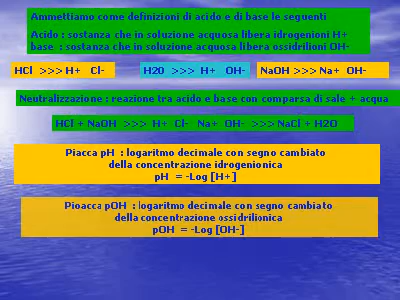 Ammettiamo come definizioni di acido e di base le seguenti
Acido : sostanza che in soluzione acquosa libera idrogenioni H+
base : sostanza che in soluzione acquosa libera ossidrilioni OH-
HCl >>> H+ Cl-
H20 >>> H+ OH-
NaOH >>> Na+ OH-
Neutralizzazione : reazione tra acido e base con comparsa di sale + acqua
HCl + NaOH >>> H+ Cl- Na+ OH- >>> NaCl + H2O
Piacca pH : logaritmo decimale con segno cambiato
della concentrazione idrogenionica
pH = -Log [H+]
Pioacca pOH : logaritmo decimale con segno cambiato
della concentrazione ossidrilionica
pOH = -Log [OH-]